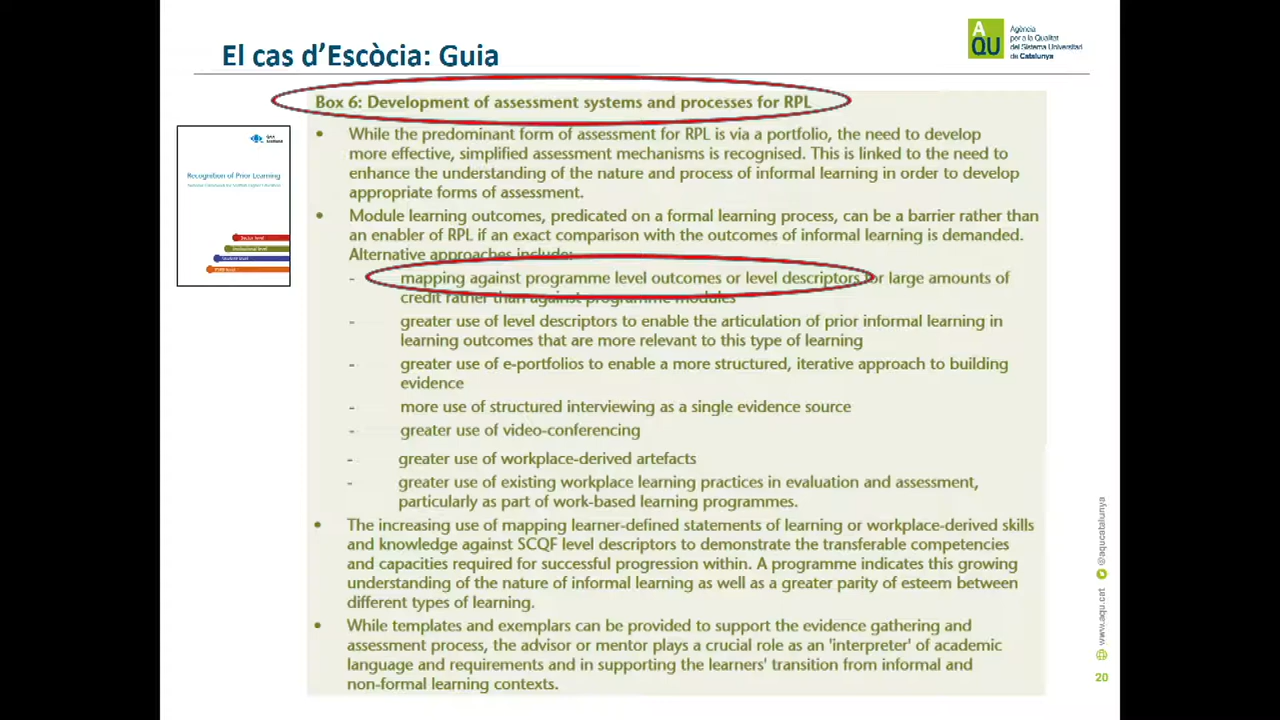 El cas d'Escòcia: Guia
AQU
Agència
per a la Qualitat
del Sistema Universitari
de Catalunya
Box 6: Development of assessment systems and processes for RPL
• While the predominant form of assessment for RPL is via a portfolio, the need to develop
more effective, simplified assessment mechanisms is recognised. This is linked to the need to
enhance the understanding of the nature and process of informal learning in order to develop
appropriate forms of assessment.
• Module learning outcomes, predicated on a formal learning process, can be a barrier rather than
an enabler of RPL if an exact comparison with the outcomes of informal learning is demanded.
Alternative approaches include:
- mapping against programme level outcomes or level descriptors for large amounts of
credit rather than against programme modules
- greater use of level descriptors to enable the articulation of prior informal learning in
learning outcomes that are more relevant to this type of learning
- greater use of e-portfolios to enable a more structured, iterative approach to building
evidence
- more use of structured interviewing as a single evidence source
- greater use of video-conferencing
- greater use of workplace-derived artefacts
- greater use of existing workplace learning practices in evaluation and assessment,
particularly as part of work-based learning programmes.
• The increasing use of mapping learner-defined statements of learning or workplace-derived skills
and knowledge against SCQF level descriptors to demonstrate the transferable competencies
and capacities required for successful progression within. A programme indicates this growing
understanding of the nature of informal learning as well as a greater parity of esteem between
different types of learning.
• While templates and exemplars can be provided to support the evidence gathering and
assessment process, the advisor or mentor plays a crucial role as an 'interpreter' of academic
language and requirements and in supporting the learners' transition from informal and
non-formal learning contexts.
Recognition of Prior Learning
www.aqu.cat @aqucatalunya
20